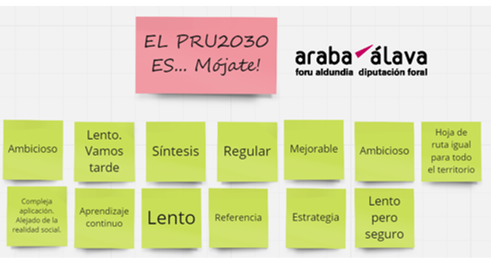 EL PRU2030
ES... Mójate!
araba álava
foru aldundia diputación foral
Ambicioso
Lento.
Vamos
tarde
Síntesis
Regular
Mejorable
Ambicioso
Hoja de
ruta igual
para todo
el territorio
Compleja
aplicación.
Alejado de la
realidad social.
Aprendizaje
continuo
Lento
Referencia
Estrategia
Lento
pero
seguro